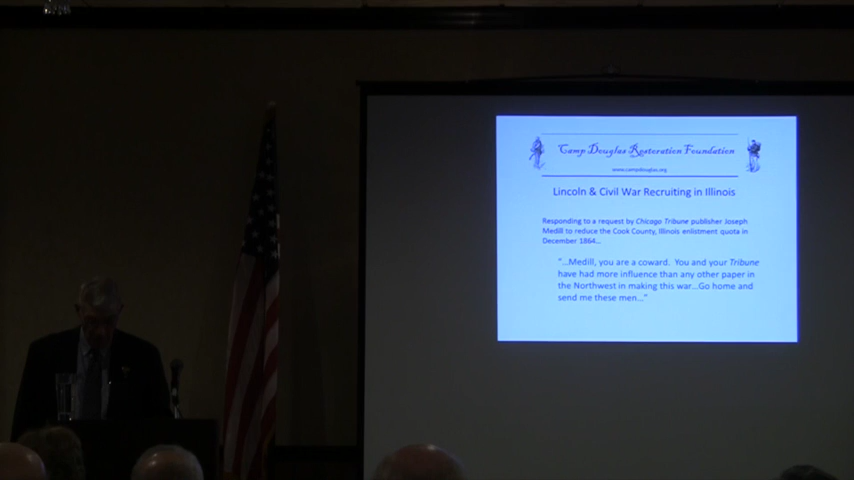 Camp Douglas Restoration Foundation
www.campdouglas.org
Lincoln & Civil War Recruiting in Illinois
Responding to a request by Chicago Tribune publisher Joseph
Medill to reduce the Cook County, Illinois enlistment quota in
December 1864...
"...Medill, you are a coward. You and your Tribune
have had more influence than any other paper in
the Northwest in making this war...Go home and
send me these men..."